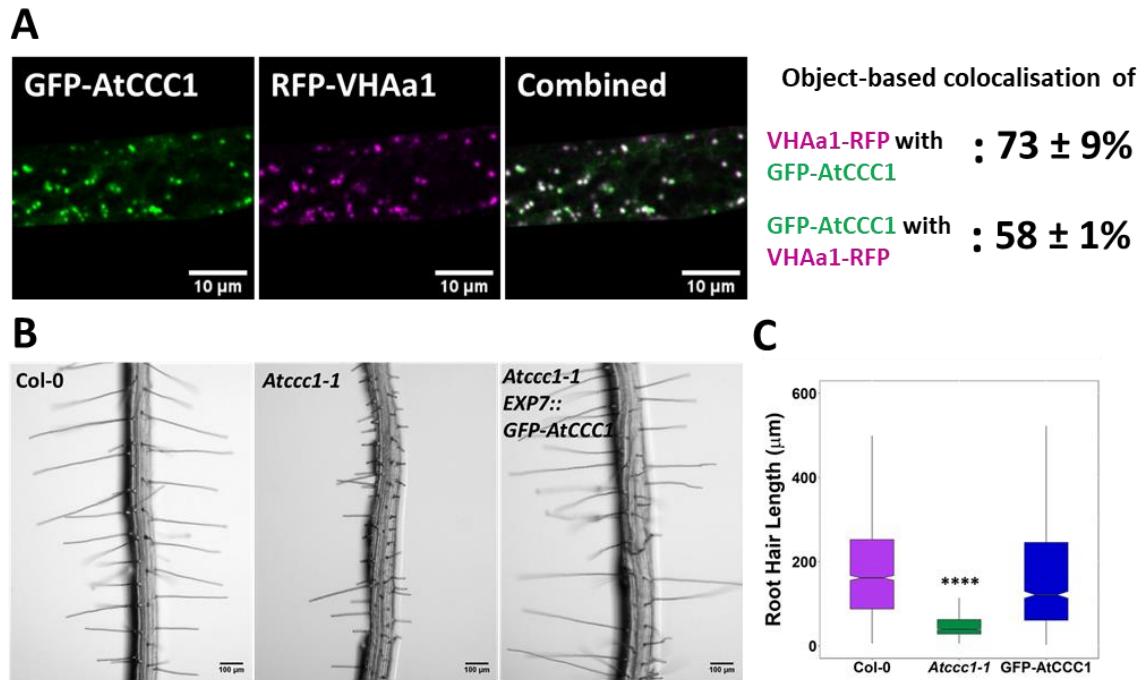 A
GFP-AtCCC1
RFP-VHAa1
Combined
10 µm
10 µm
10 µm
Object-based colocalisation of
VHAa1-RFP with
GFP-AtCCC1
: 73 ± 9%
GFP-AtCCC1 with
VHAa1-RFP
: 58 ± 1%
B
Col-0
Atccc1-1
Atccc1-1
EXP7::
GFP-AtCCC1
100 µm
100 µm
100 µm
C
Root Hair Length (µm)
600
400
200
0
****
Col-0
Atccc1-1
GFP-AtCCC1